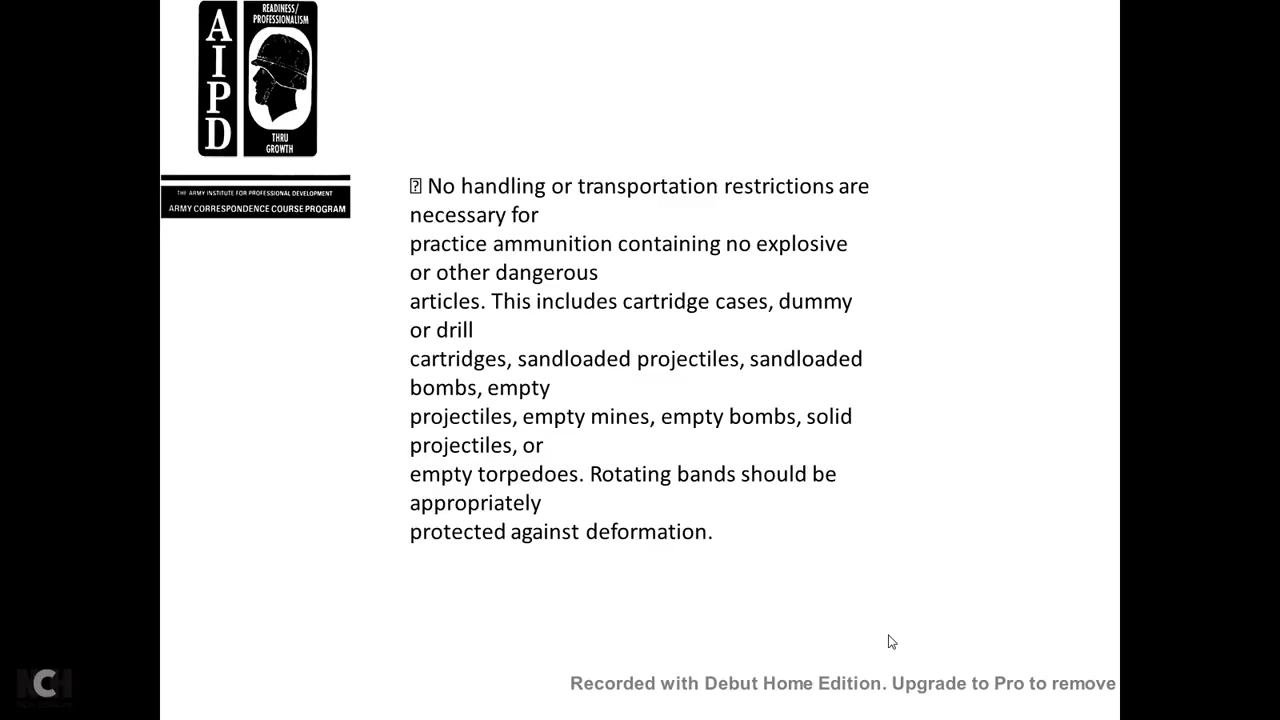 READINESS/
PROFESSIONALISM
AIPD
THRU
GROWTH
THE ARMY INSTITUTE FOR PROFESSIONAL DEVELOPMENT
ARMY CORRESPONDENCE COURSE PROGRAM
No handling or transportation restrictions are
necessary for
practice ammunition containing no explosive
or other dangerous
articles. This includes cartridge cases, dummy
or drill
cartridges, sandloaded projectiles, sandloaded
bombs, empty
projectiles, empty mines, empty bombs, solid
projectiles, or
empty torpedoes. Rotating bands should be
appropriately
protected against deformation.
Recorded with Debut Home Edition. Upgrade to Pro to remove
NCH